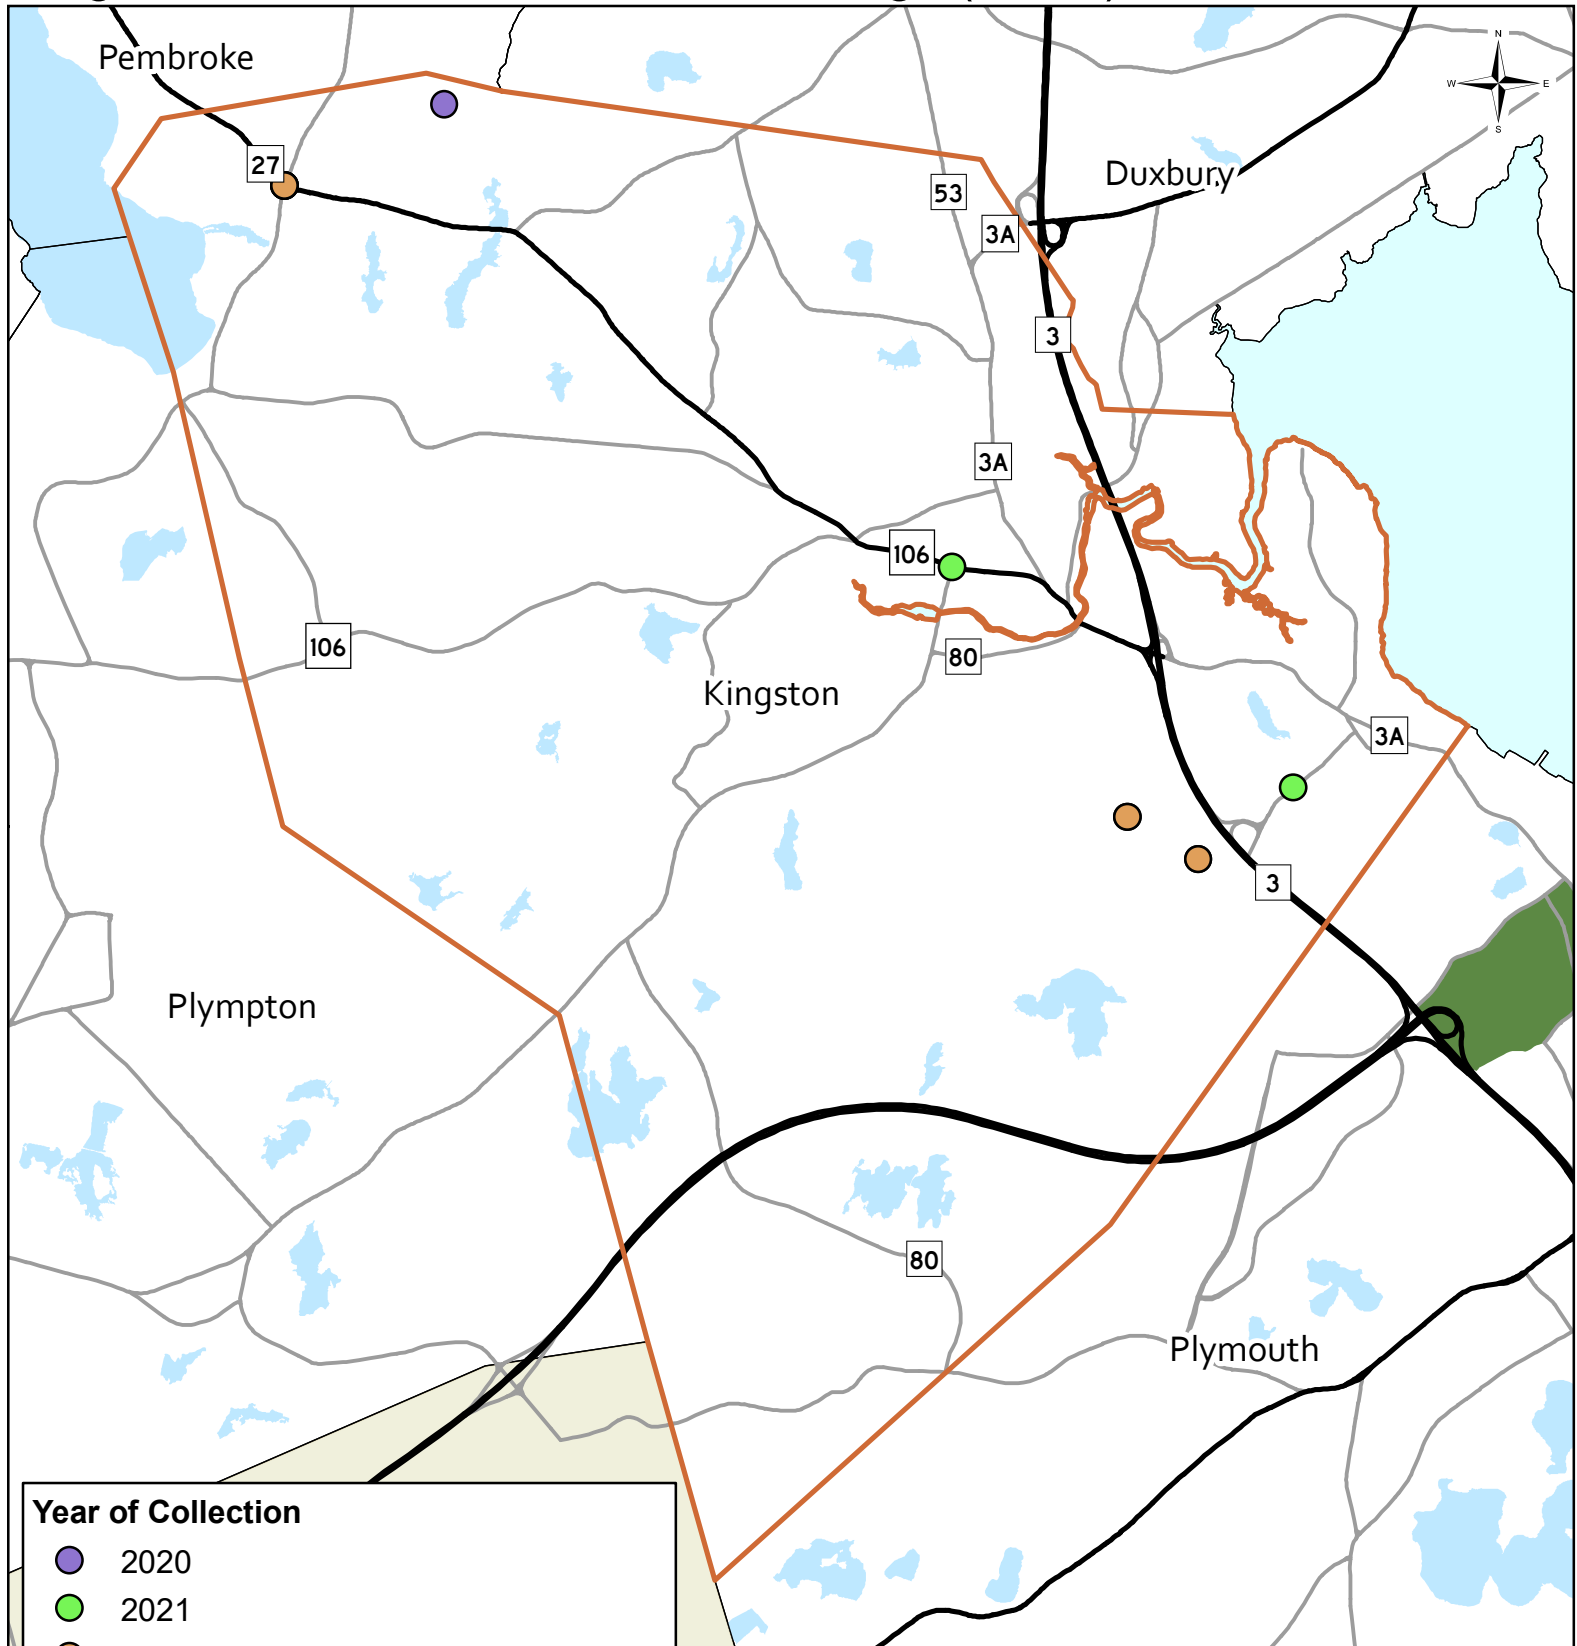 N
Pembroke
W
E
S
27
Duxbury
53
3A
3
3A
106
106
80
Kingston
3A
3
Plympton
80
Plymouth
Year of Collection
2020
2021